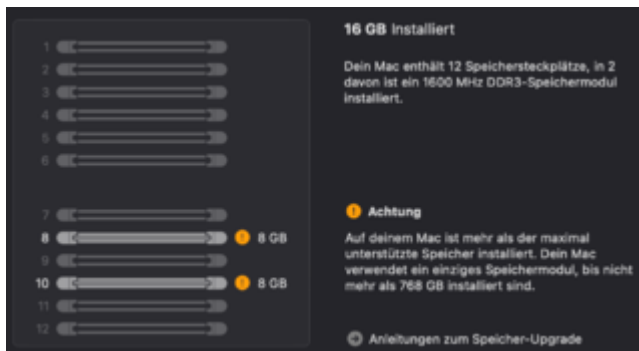 16 GB Installiert
Dein Mac enthält 12 Speichersteckplätze, in 2
davon ist ein 1600 MHz DDR3-Speichermodul
installiert.
1
2
3
4
5
6
7
8 8 GB
9
10 8 GB
11
12
Achtung
Auf deinem Mac ist mehr als der maximal
unterstützte Speicher installiert. Dein Mac
verwendet ein einziges Speichermodul, bis nicht
mehr als 768 GB installiert sind.
Anleitungen zum Speicher-Upgrade